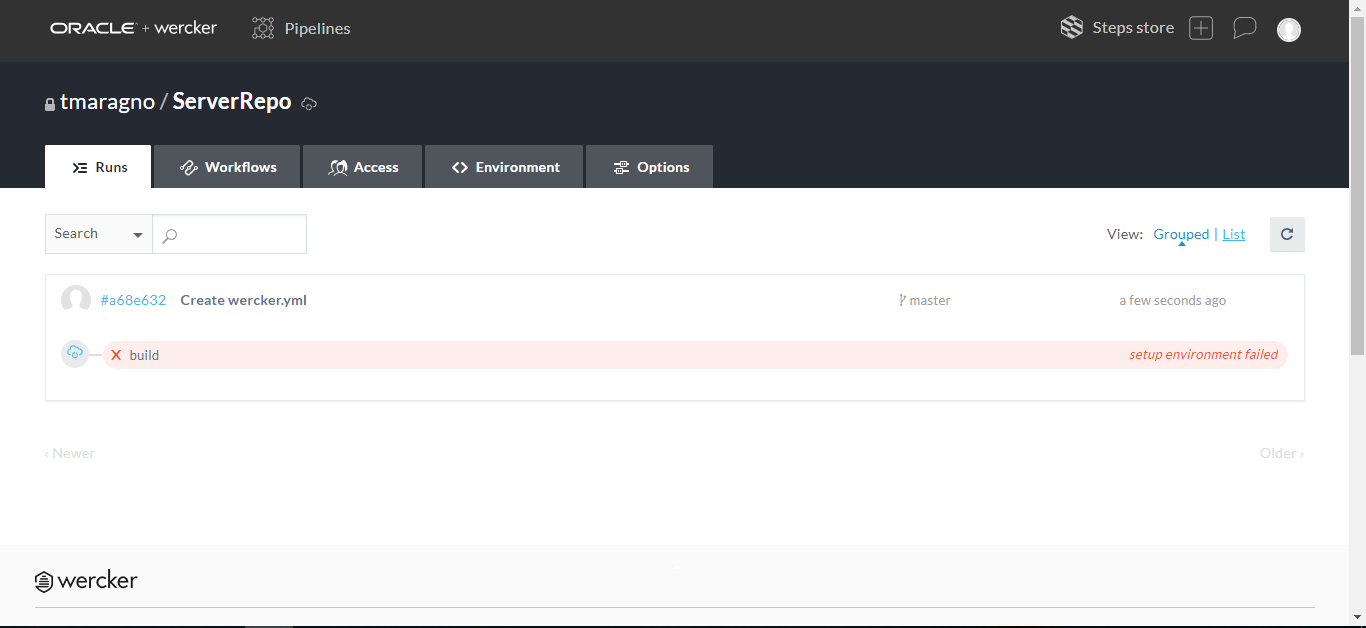 ORACLE + wercker Pipelines Steps store
tmaragno / ServerRepo
Runs Workflows Access Environment Options
Search View: Grouped | List
#a68e632 Create wercker.yml master a few seconds ago
X build setup environment failed
‹ Newer Older ›
wercker